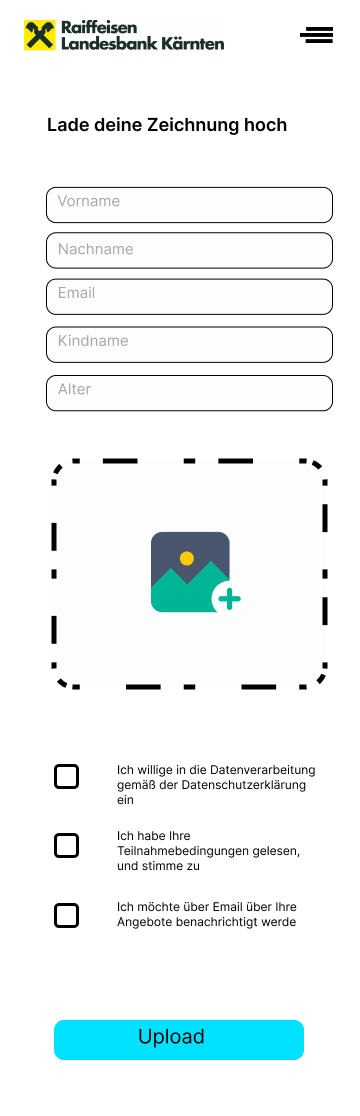 Raiffeisen
Landesbank Kärnten
Lade deine Zeichnung hoch
Vorname
Nachname
Email
Kindname
Alter
Ich willige in die Datenverarbeitung
gemäß der Datenschutzerklärung
ein
Ich habe Ihre
Teilnahmebedingungen gelesen,
und stimme zu
Ich möchte über Email über Ihre
Angebote benachrichtigt werde
Upload